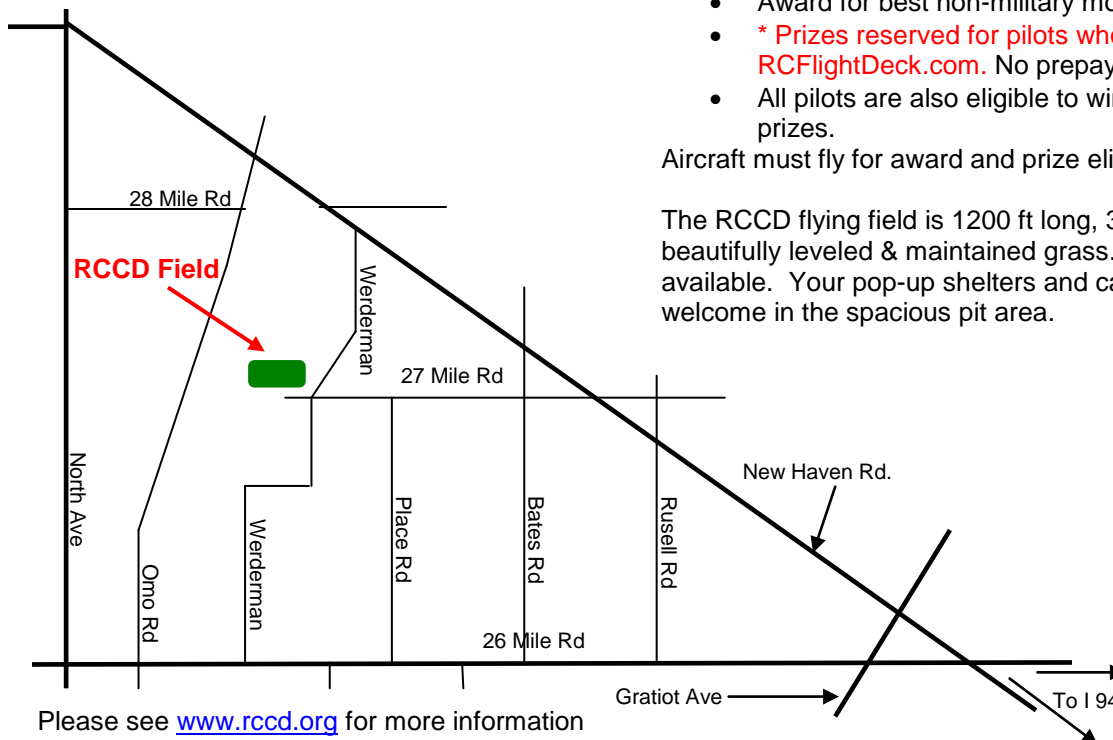 • Award for best non-military mo
• * Prizes reserved for pilots who
RCFlightDeck.com. No prepay
• All pilots are also eligible to win
prizes.
Aircraft must fly for award and prize eli
The RCCD flying field is 1200 ft long, 3
beautifully leveled & maintained grass.
available. Your pop-up shelters and ca
welcome in the spacious pit area.
28 Mile Rd
RCCD Field
Werderman
27 Mile Rd
North Ave
New Haven Rd.
Omo Rd
Werderman
Place Rd
Bates Rd
Rusell Rd
26 Mile Rd
Gratiot Ave
To I 94
Please see www.rccd.org for more information